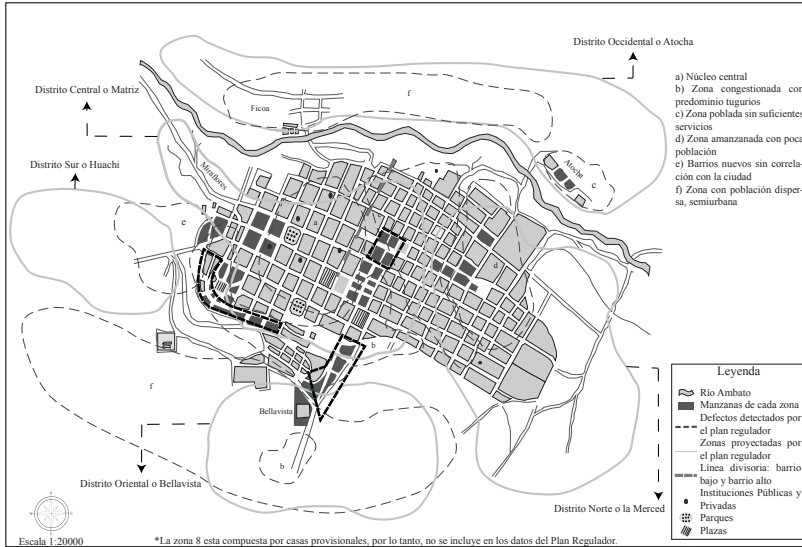 Distrito Occidental o Atocha
Distrito Central o Matriz
Distrito Sur o Huachi
Ficoa
f
Miraflores
Atocha
c
a) Núcleo central
b) Zona congestionada con
predominio tugurios
c) Zona poblada sin suficientes
servicios
d) Zona amanzanada con poca
población
e) Barrios nuevos sin correla-
ción con la ciudad
f) Zona con población disper-
sa, semiurbana
e
a
d
b
f
b
Bellavista
b
Distrito Oriental o Bellavista
Distrito Norte o la Merced
Leyenda
Río Ambato
Manzanas de cada zona
Defectos detectados por
el plan regulador
Zonas proyectadas por
el plan regulador
Línea divisoria: barrio
bajo y barrio alto
Instituciones Públicas y
Privadas
Parques
Plazas
Escala 1:20000
*La zona 8 esta compuesta por casas provisionales, por lo tanto, no se incluye en los datos del Plan Regulador.